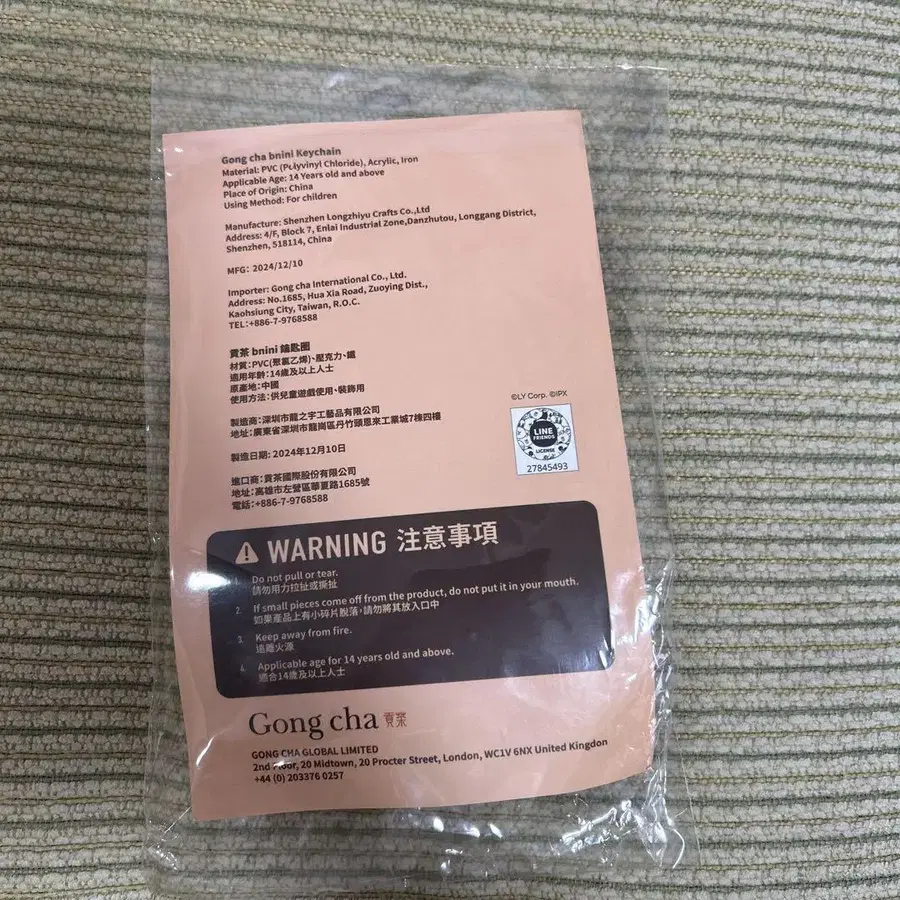 Gong cha bnini Keychain
Material: PVC (Polyvinyl Chloride), Acrylic, Iron
Applicable Age: 14 Years old and above
Place of Origin: China
Using Method: For children
Manufacture: Shenzhen Longzhiyu Crafts Co.,Ltd
Address: 4/F, Block 7, Enlai Industrial Zone,Danzhutou, Longgang District,
Shenzhen, 518114, China
MFG: 2024/12/10
Importer: Gong cha International Co., Ltd.
Address: No.1685, Hua Xia Road, Zuoying Dist.,
Kaohsiung City, Taiwan, R.O.C.
TEL:+886-7-9768588
貢茶 bnini 鑰匙圈
材質:PVC(聚氯乙烯)、壓克力、鐵
適用年齡:14歲及以上人士
原產地:中國
使用方法:供兒童遊戲使用、裝飾用
製造商:深圳市龍之宇工藝品有限公司
地址:廣東省深圳市龍崗區丹竹頭恩來工業城7棟四樓
製造日期: 2024年12月10日
進口商:貢茶國際股份有限公司
地址:高雄市左營區華夏路1685號
電話:+886-7-9768588
©LY Corp. ©IPX
LINE
FRIENDS
LICENSE
27845493
WARNING 注意事項
Do not pull or tear.
請勿用力拉扯或撕扯
2. If small pieces come off from the product, do not put it in your mouth.
如果產品上有小碎片脫落,請勿將其放入口中
3. Keep away from fire.
遠離火源
4. Applicable age for 14 years old and above.
適合14歲及以上人士
Gong cha 貢茶
GONG CHA GLOBAL LIMITED
2nd Floor, 20 Midtown, 20 Procter Street, London, WC1V 6NX United Kingdon
+44 (0) 203376 0257